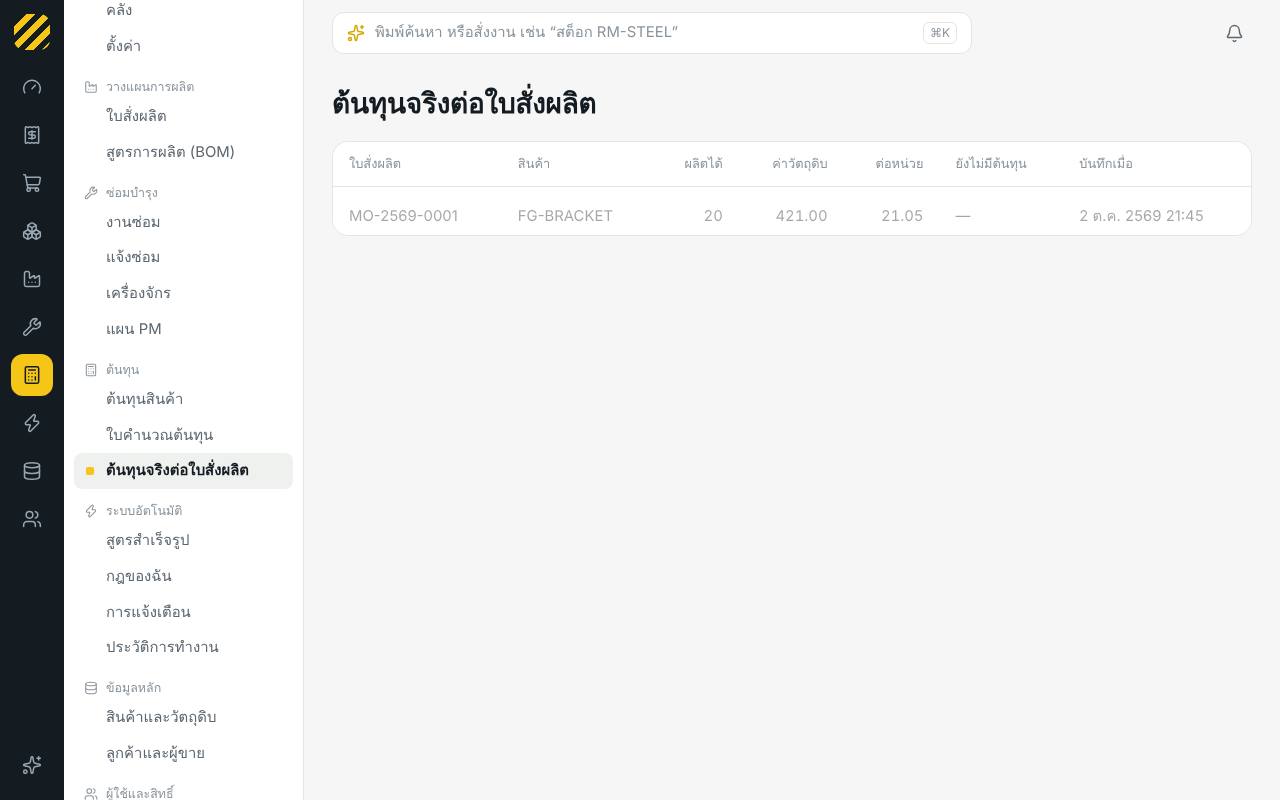 คลัง
ตั้งค่า
วางแผนการผลิต
ใบสั่งผลิต
สูตรการผลิต (BOM)
ซ่อมบำรุง
งานซ่อม
แจ้งซ่อม
เครื่องจักร
แผน PM
ต้นทุน
ต้นทุนสินค้า
ใบคำนวณต้นทุน
ต้นทุนจริงต่อใบสั่งผลิต
ระบบอัตโนมัติ
สูตรสำเร็จรูป
กฎของฉัน
การแจ้งเตือน
ประวัติการทำงาน
ข้อมูลหลัก
สินค้าและวัตถุดิบ
ลูกค้าและผู้ขาย
ผู้ใช้และสิทธิ์
พิมพ์ค้นหา หรือสั่งงาน เช่น “สต็อก RM-STEEL” ⌘K
ต้นทุนจริงต่อใบสั่งผลิต
ใบสั่งผลิต สินค้า ผลิตได้ ค่าวัตถุดิบ ต่อหน่วย ยังไม่มีต้นทุน บันทึกเมื่อ
MO-2569-0001 FG-BRACKET 20 421.00 21.05 — 2 ต.ค. 2569 21:45